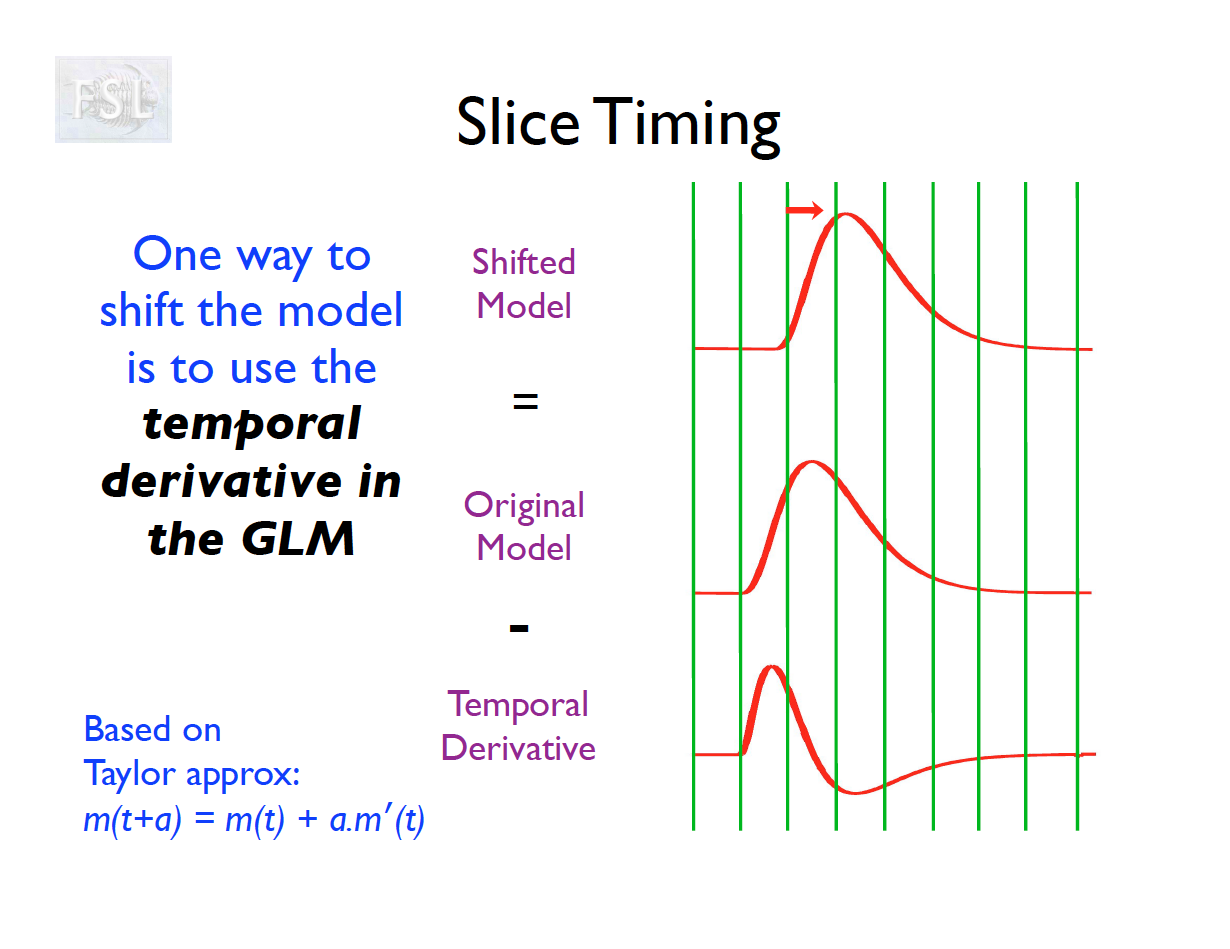 FSL
Slice Timing
One way to
shift the model
is to use the
temporal
derivative in
the GLM
Shifted
Model
=
Original
Model
-
Temporal
Derivative
Based on
Taylor approx:
m(t+a) = m(t) + a.m′(t)